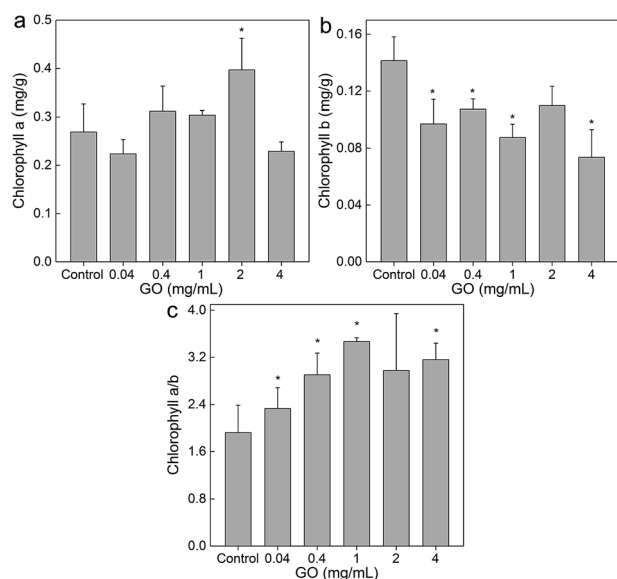 a
0.5
0.4
0.3
0.2
0.1
0.0
Chlorophyll a (mg/g)
*
Control 0.04 0.4 1 2 4
GO (mg/mL)
b
0.16
0.12
0.08
0.04
0.00
Chlorophyll b (mg/g)
* * * *
Control 0.04 0.4 1 2 4
GO (mg/mL)
c
4.0
3.2
2.4
1.6
0.8
0.0
Chlorophyll a/b
* * * *
Control 0.04 0.4 1 2 4
GO (mg/mL)